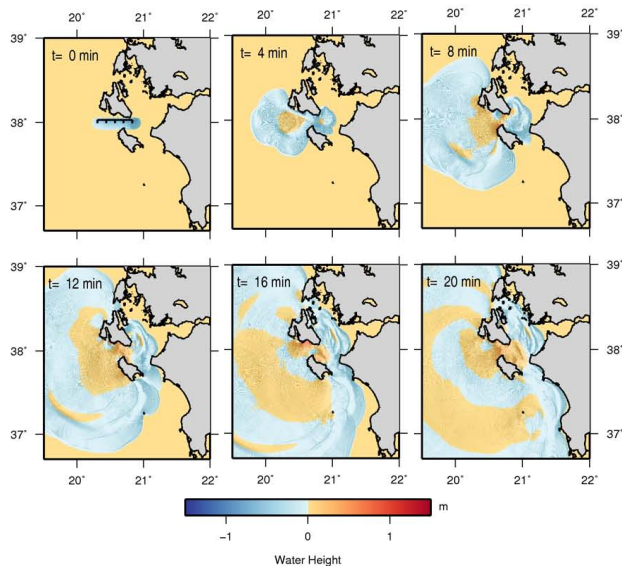 20˚ 21˚ 22˚ 20˚ 21˚ 22˚ 20˚ 21˚ 22˚
39˚ t= 0 min t= 4 min t= 8 min 39˚
38˚ 38˚
37˚ 37˚
39˚ t= 12 min t= 16 min t= 20 min 39˚
38˚ 38˚
37˚ 37˚
20˚ 21˚ 22˚ 20˚ 21˚ 22˚ 20˚ 21˚ 22˚
m
−1 0 1
Water Height